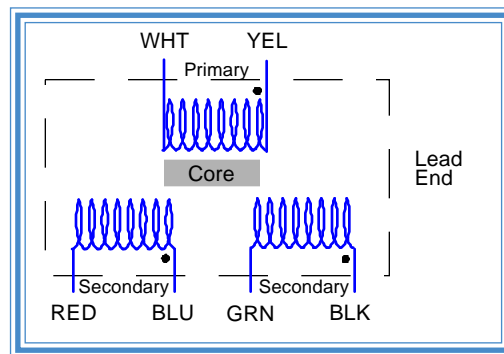 WHT YEL
Primary
Core
Lead
End
Secondary Secondary
RED BLU GRN BLK